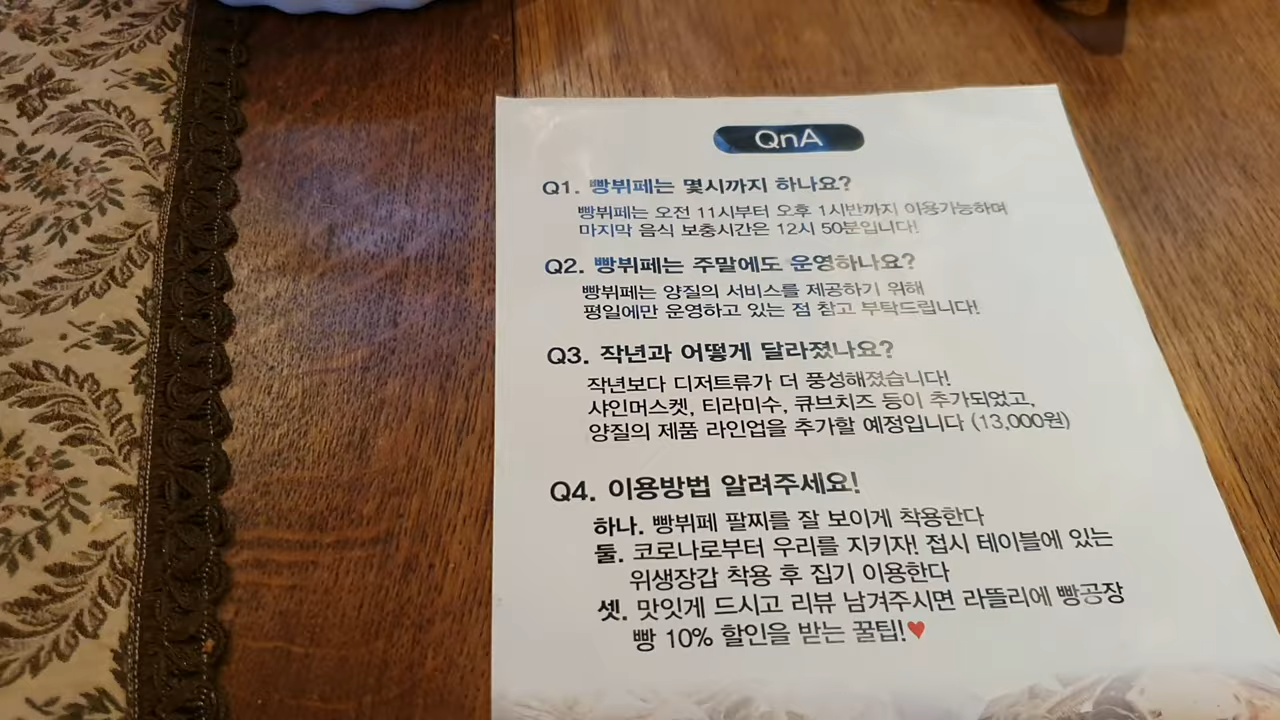 QnA
Q1. 빵뷔페는 몇시까지 하나요?
빵뷔페는 오전 11시부터 오후 1시반까지 이용가능하며
마지막 음식 보충시간은 12시 50분입니다!
Q2. 빵뷔페는 주말에도 운영하나요?
빵뷔페는 양질의 서비스를 제공하기 위해
평일에만 운영하고 있는 점 참고 부탁드립니다!
Q3. 작년과 어떻게 달라졌나요?
작년보다 디저트류가 더 풍성해졌습니다!
샤인머스켓, 티라미수, 큐브치즈 등이 추가되었고,
양질의 제품 라인업을 추가할 예정입니다 (13,000원)
Q4. 이용방법 알려주세요!
하나. 빵뷔페 팔찌를 잘 보이게 착용한다
둘. 코로나로부터 우리를 지키자! 접시 테이블에 있는
위생장갑 착용 후 집기 이용한다
셋. 맛잇게 드시고 리뷰 남겨주시면 라뜰리에 빵공장
빵 10% 할인을 받는 꿀팁!♥